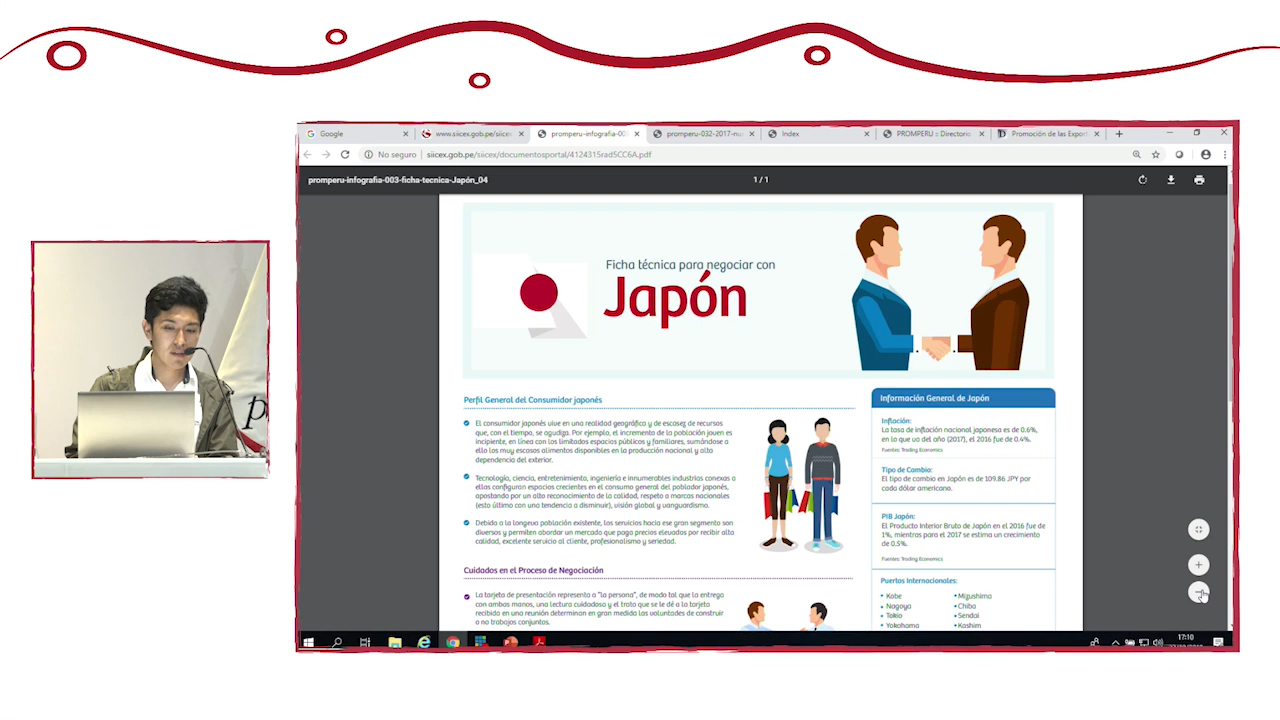 Google
www.siicex.gob.pe/siicex
promperu-infografia-003
promperu-032-2017-nu
Index
PROMPERU :: Directorio
Promoción de las Export
No seguro
siicex.gob.pe/siicex/documentosportal/4124315rad5CC6A.pdf
promperu-infografia-003-ficha-tecnica-Japón_04
1 / 1
Ficha técnica para negociar con
Japón
Perfil General del Consumidor japonés
El consumidor japonés vive en una realidad geográfica y de escasez de recursos
que, con el tiempo, se agudiza. Por ejemplo, el incremento de la población joven es
incipiente, en línea con los limitados espacios públicos y familiares, sumándose a
ello los muy escasos alimentos disponibles en la producción nacional y alta
dependencia del exterior.
Tecnología, ciencia, entretenimiento, ingeniería e innumerables industrias conexas a
ellas configuran espacios crecientes en el consumo general del poblador japonés,
apostando por un alto reconocimiento de la calidad, respeto a marcas nacionales
(esto último con una tendencia a disminuir), visión global y vanguardismo.
Debido a la longeva población existente, los servicios hacia ese gran segmento son
diversos y permiten abordar un mercado que paga precios elevados por recibir alta
calidad, excelente servicio al cliente, profesionalismo y seriedad.
Cuidados en el Proceso de Negociación
La tarjeta de presentación representa a "la persona", de modo tal que la entrega
con ambas manos, una lectura cuidadosa y el trato que se le dé a la tarjeta
recibida en una reunión determinan en gran medida las voluntades de construir
o no trabajos conjuntos.
Información General de Japón
Inflación:
La tasa de inflación nacional japonesa es de 0.6%,
en lo que va del año (2017), el 2016 fue de 0.4%.
Fuentes: Trading Economics
Tipo de Cambio:
El tipo de cambio en Japón es de 109.86 JPY por
cada dólar americano.
PIB Japón:
El Producto Interior Bruto de Japón en el 2016 fue de
1%, mientras para el 2017 se estima un crecimiento
de 0.5%.
Fuentes: Trading Economics
Puertos Internacionales:
Kobe
Nagoya
Tokio
Yokohama
Mizushima
Chiba
Sendai
Kashim
17:10